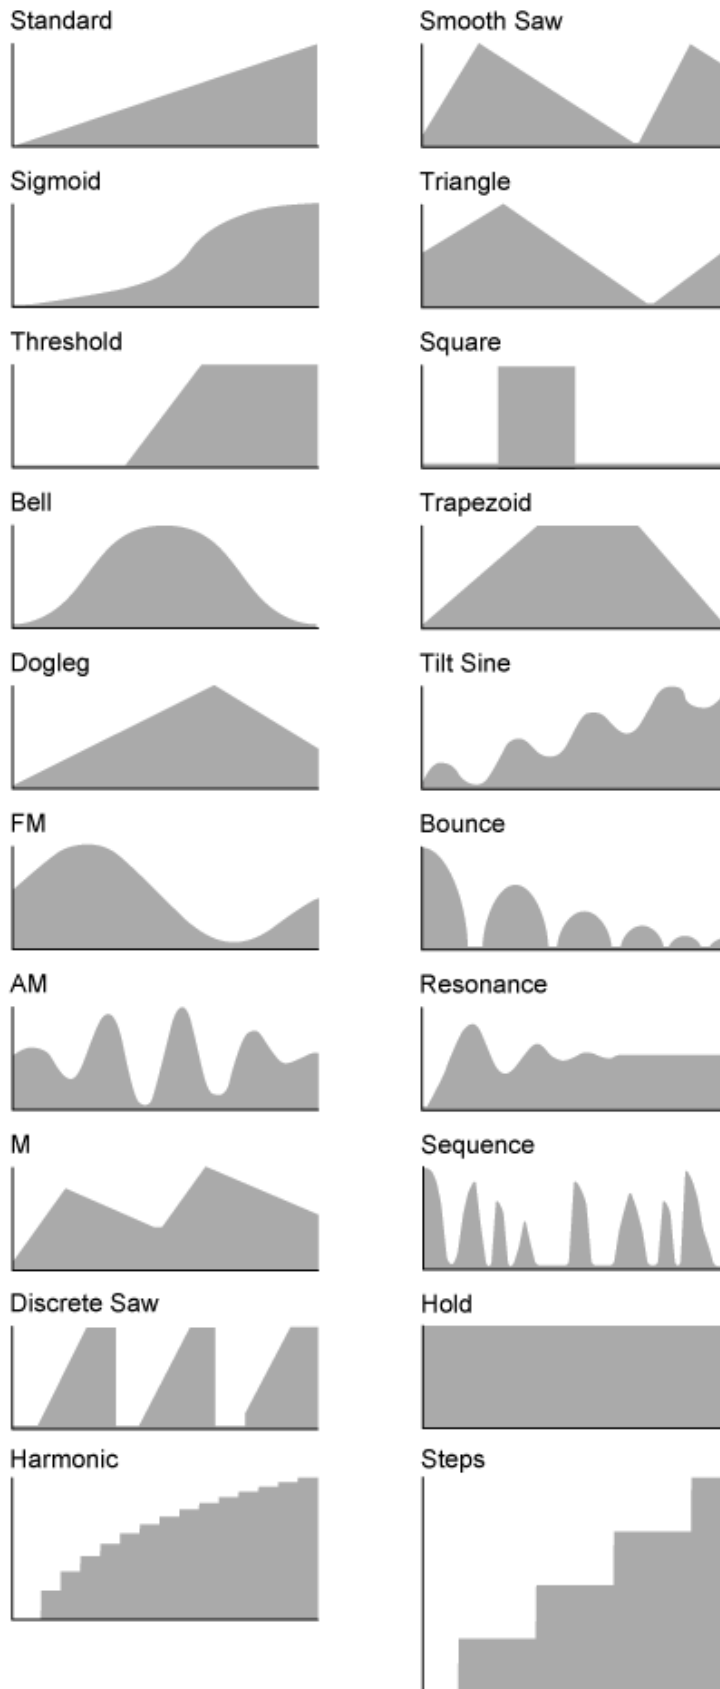 Standard
Smooth Saw
Sigmoid
Triangle
Threshold
Square
Bell
Trapezoid
Dogleg
Tilt Sine
FM
Bounce
AM
Resonance
M
Sequence
Discrete Saw
Hold
Harmonic
Steps